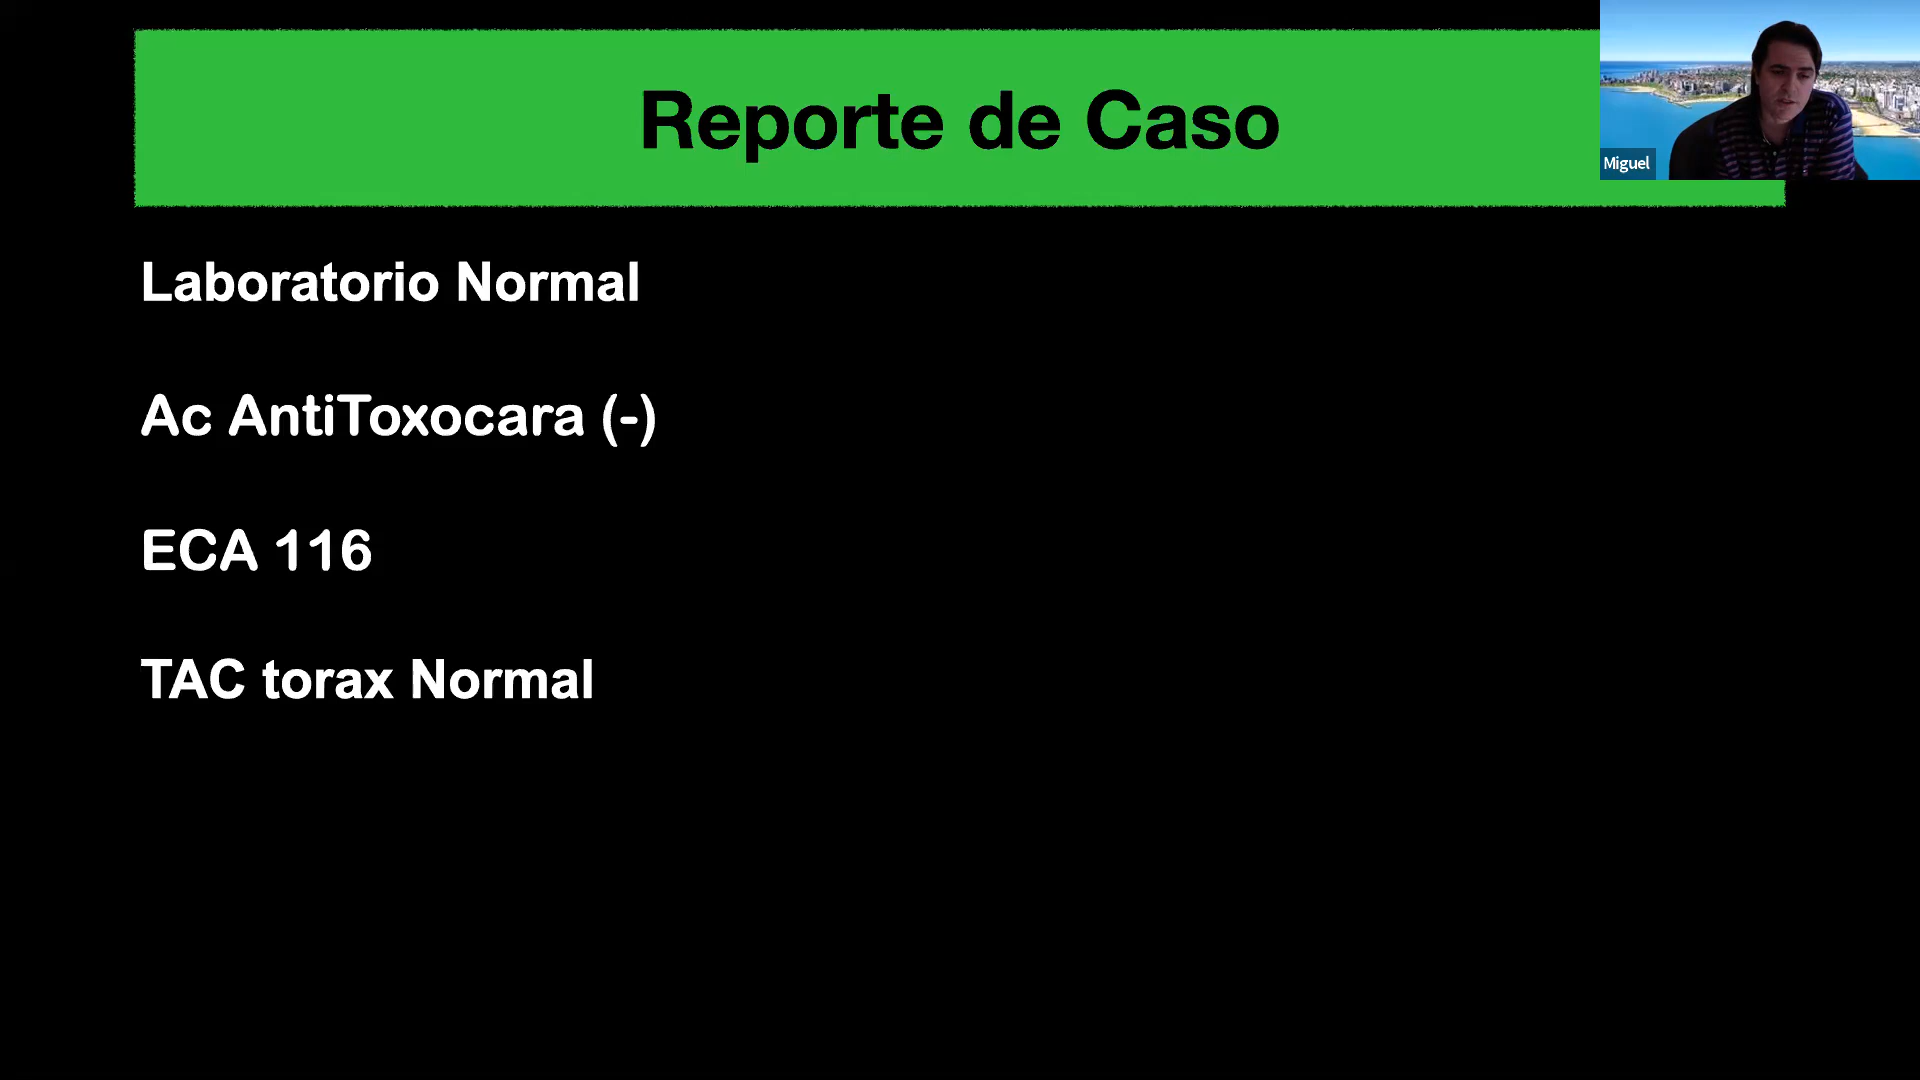 Reporte de Caso
Miguel
Laboratorio Normal
Ac AntiToxocara (-)
ECA 116
TAC torax Normal